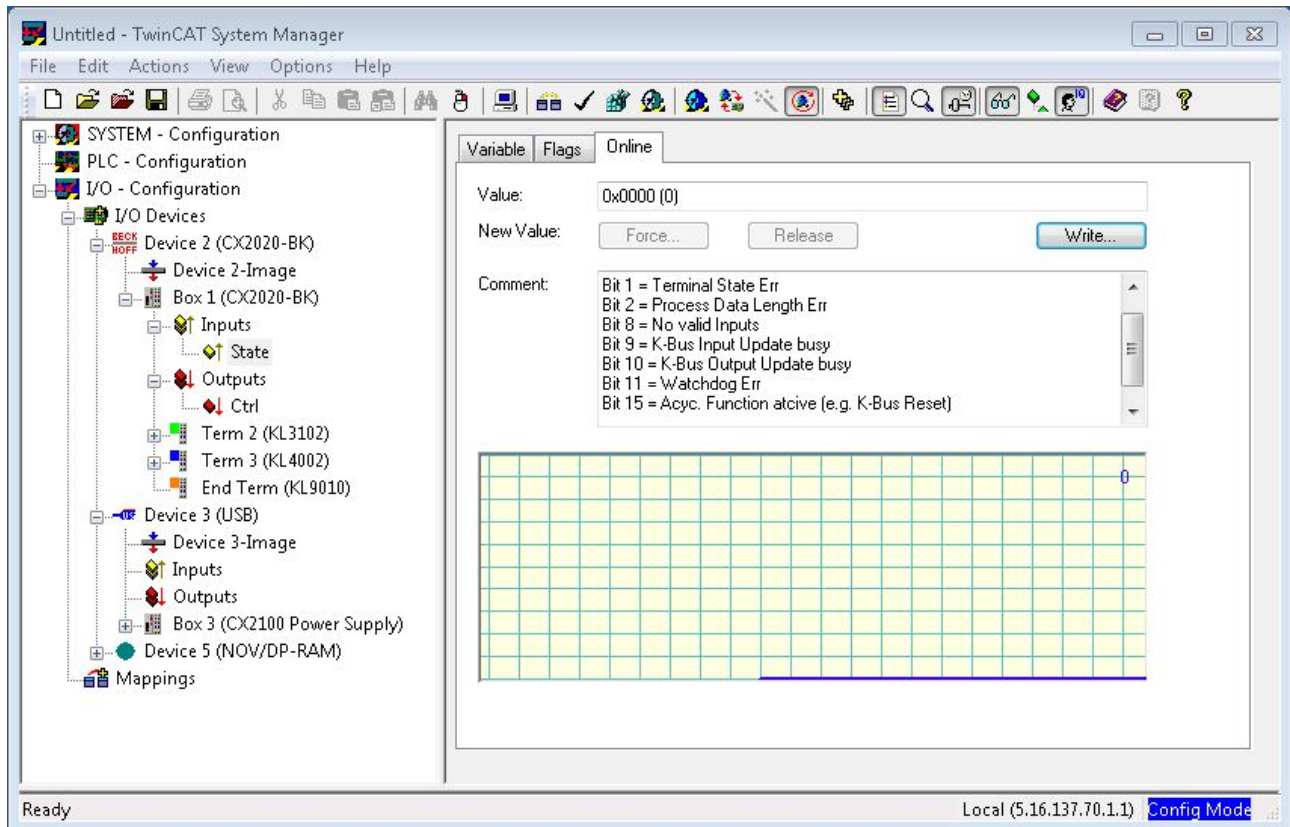 Untitled - TwinCAT System Manager
File Edit Actions View Options Help
SYSTEM - Configuration
PLC - Configuration
I/O - Configuration
I/O Devices
BECK
HOFF
Device 2 (CX2020-BK)
Device 2-Image
Box 1 (CX2020-BK)
Inputs
State
Outputs
Ctrl
Term 2 (KL3102)
Term 3 (KL4002)
End Term (KL9010)
Device 3 (USB)
Device 3-Image
Inputs
Outputs
Box 3 (CX2100 Power Supply)
Device 5 (NOV/DP-RAM)
Mappings
Variable Flags Online
Value: 0x0000 (0)
New Value: Force... Release Write...
Comment: Bit 1 = Terminal State Err
Bit 2 = Process Data Length Err
Bit 8 = No valid Inputs
Bit 9 = K-Bus Input Update busy
Bit 10 = K-Bus Output Update busy
Bit 11 = Watchdog Err
Bit 15 = Acyc. Function atcive (e.g. K-Bus Reset)
0
Ready Local (5.16.137.70.1.1) Config Mode